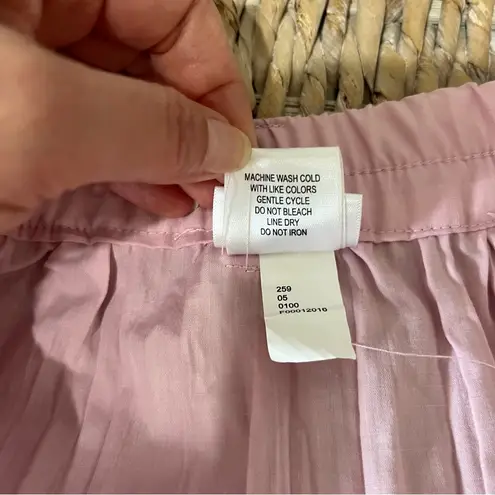 MACHINE WASH COLD
WITH LIKE COLORS
GENTLE CYCLE
DO NOT BLEACH
LINE DRY
DO NOT IRON
259
05
0100
F00012016